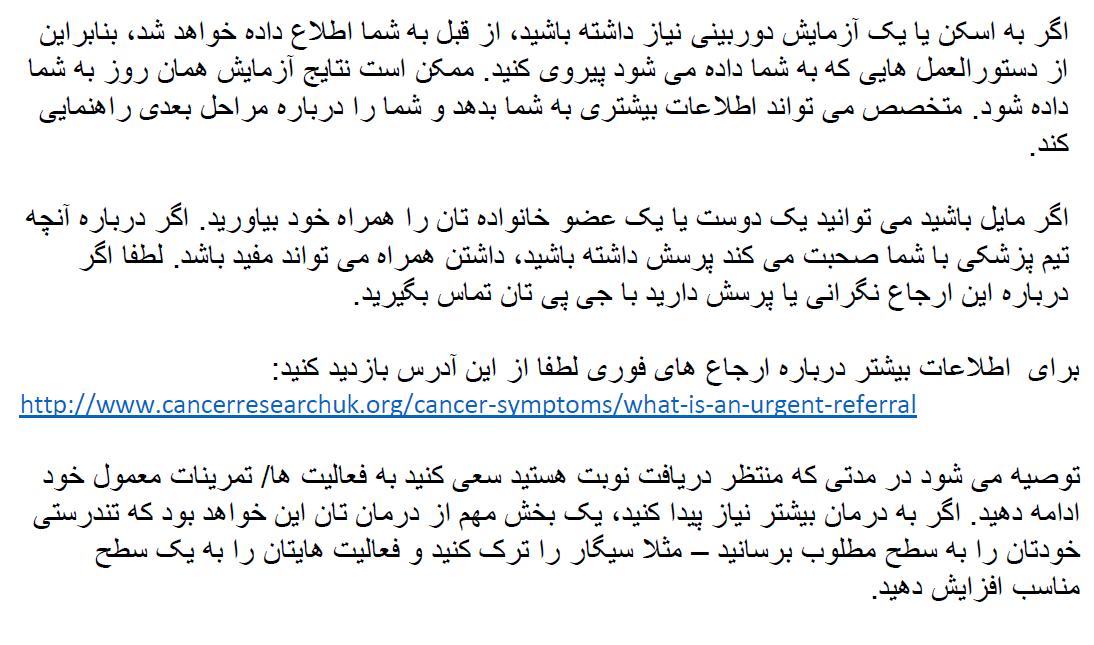 اگر به اسکن یا یک آزمایش دوربینی نیاز داشته باشید، از قبل به شما اطلاع داده خواهد شد، بنابراین
از دستورالعمل هایی که به شما داده می شود پیروی کنید. ممکن است نتایج آزمایش همان روز به شما
داده شود. متخصص می تواند اطلاعات بیشتری به شما بدهد و شما را درباره مراحل بعدی راهنمایی
کند.
اگر مایل باشید می توانید یک دوست یا یک عضو خانواده تان را همراه خود بیاورید. اگر درباره آنچه
تیم پزشکی با شما صحبت می کند پرسش داشته باشید، داشتن همراه می تواند مفید باشد. لطفا اگر
درباره این ارجاع نگرانی یا پرسش دارید با جی پی تان تماس بگیرید.
برای  اطلاعات بیشتر درباره ارجاع های فوری لطفا از این آدرس بازدید کنید:
http://www.cancerresearchuk.org/cancer-symptoms/what-is-an-urgent-referral
توصیه می شود در مدتی که منتظر دریافت نوبت هستید سعی کنید به فعالیت ها/ تمرینات معمول خود
ادامه دهید. اگر به درمان بیشتر نیاز پیدا کنید، یک بخش مهم از درمان تان این خواهد بود که تندرستی
خودتان را به سطح مطلوب برسانید – مثلا سیگار را ترک کنید و فعالیت هایتان را به یک سطح
مناسب افزایش دهید.